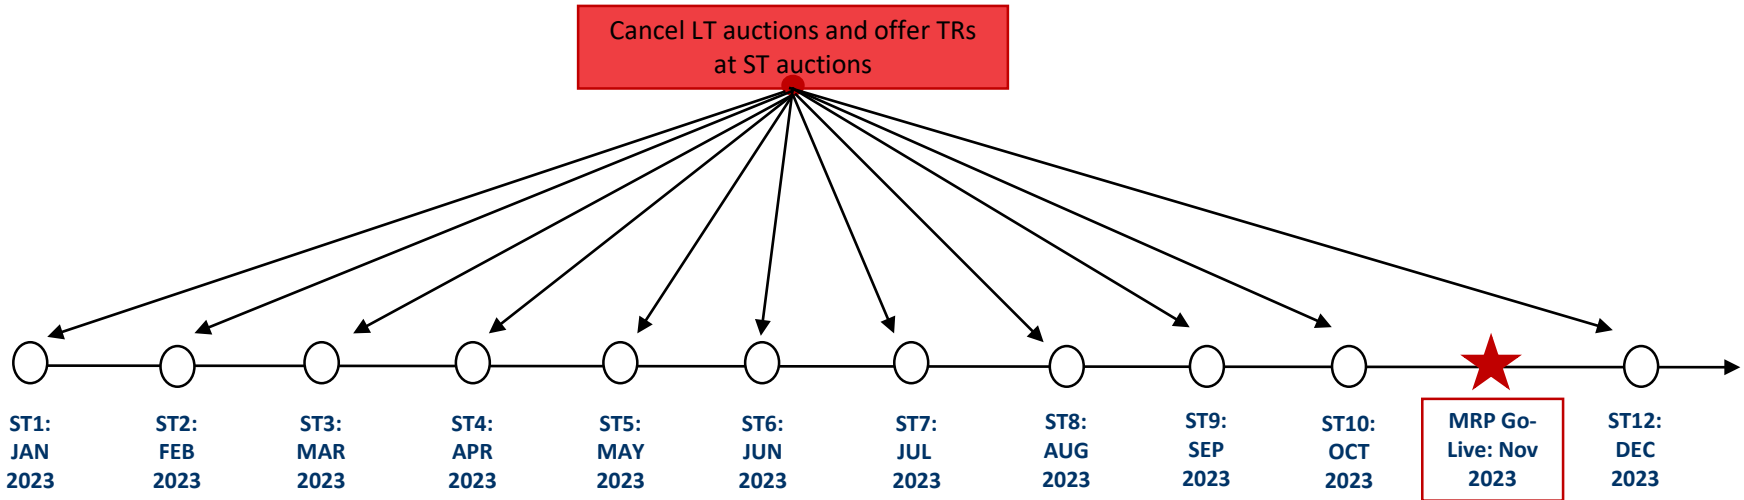 Cancel LT auctions and offer TRs
at ST auctions
ST1:
JAN
2023
ST2:
FEB
2023
ST3:
MAR
2023
ST4:
APR
2023
ST5:
MAY
2023
ST6:
JUN
2023
ST7:
JUL
2023
ST8:
AUG
2023
ST9:
SEP
2023
ST10:
OCT
2023
MRP Go-
Live: Nov
2023
ST12:
DEC
2023